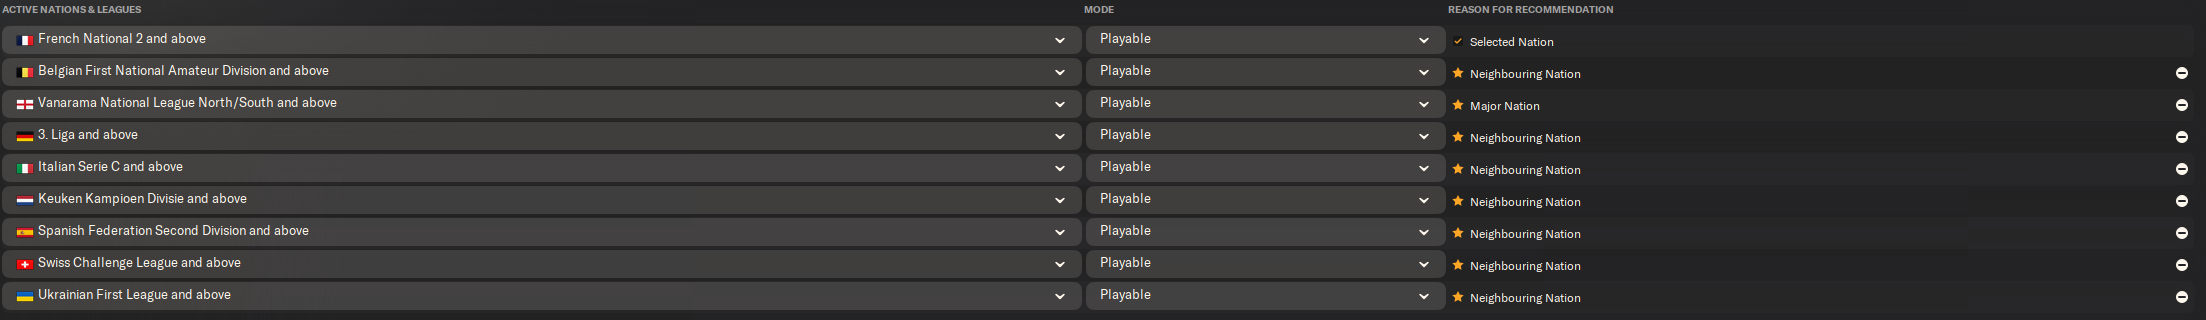 ACTIVE NATIONS & LEAGUES MODE REASON FOR RECOMMENDATION
French National 2 and above Playable Selected Nation
Belgian First National Amateur Division and above Playable Neighbouring Nation
Vanarama National League North/South and above Playable Major Nation
3. Liga and above Playable Neighbouring Nation
Italian Serie C and above Playable Neighbouring Nation
Keuken Kampioen Divisie and above Playable Neighbouring Nation
Spanish Federation Second Division and above Playable Neighbouring Nation
Swiss Challenge League and above Playable Neighbouring Nation
Ukrainian First League and above Playable Neighbouring Nation